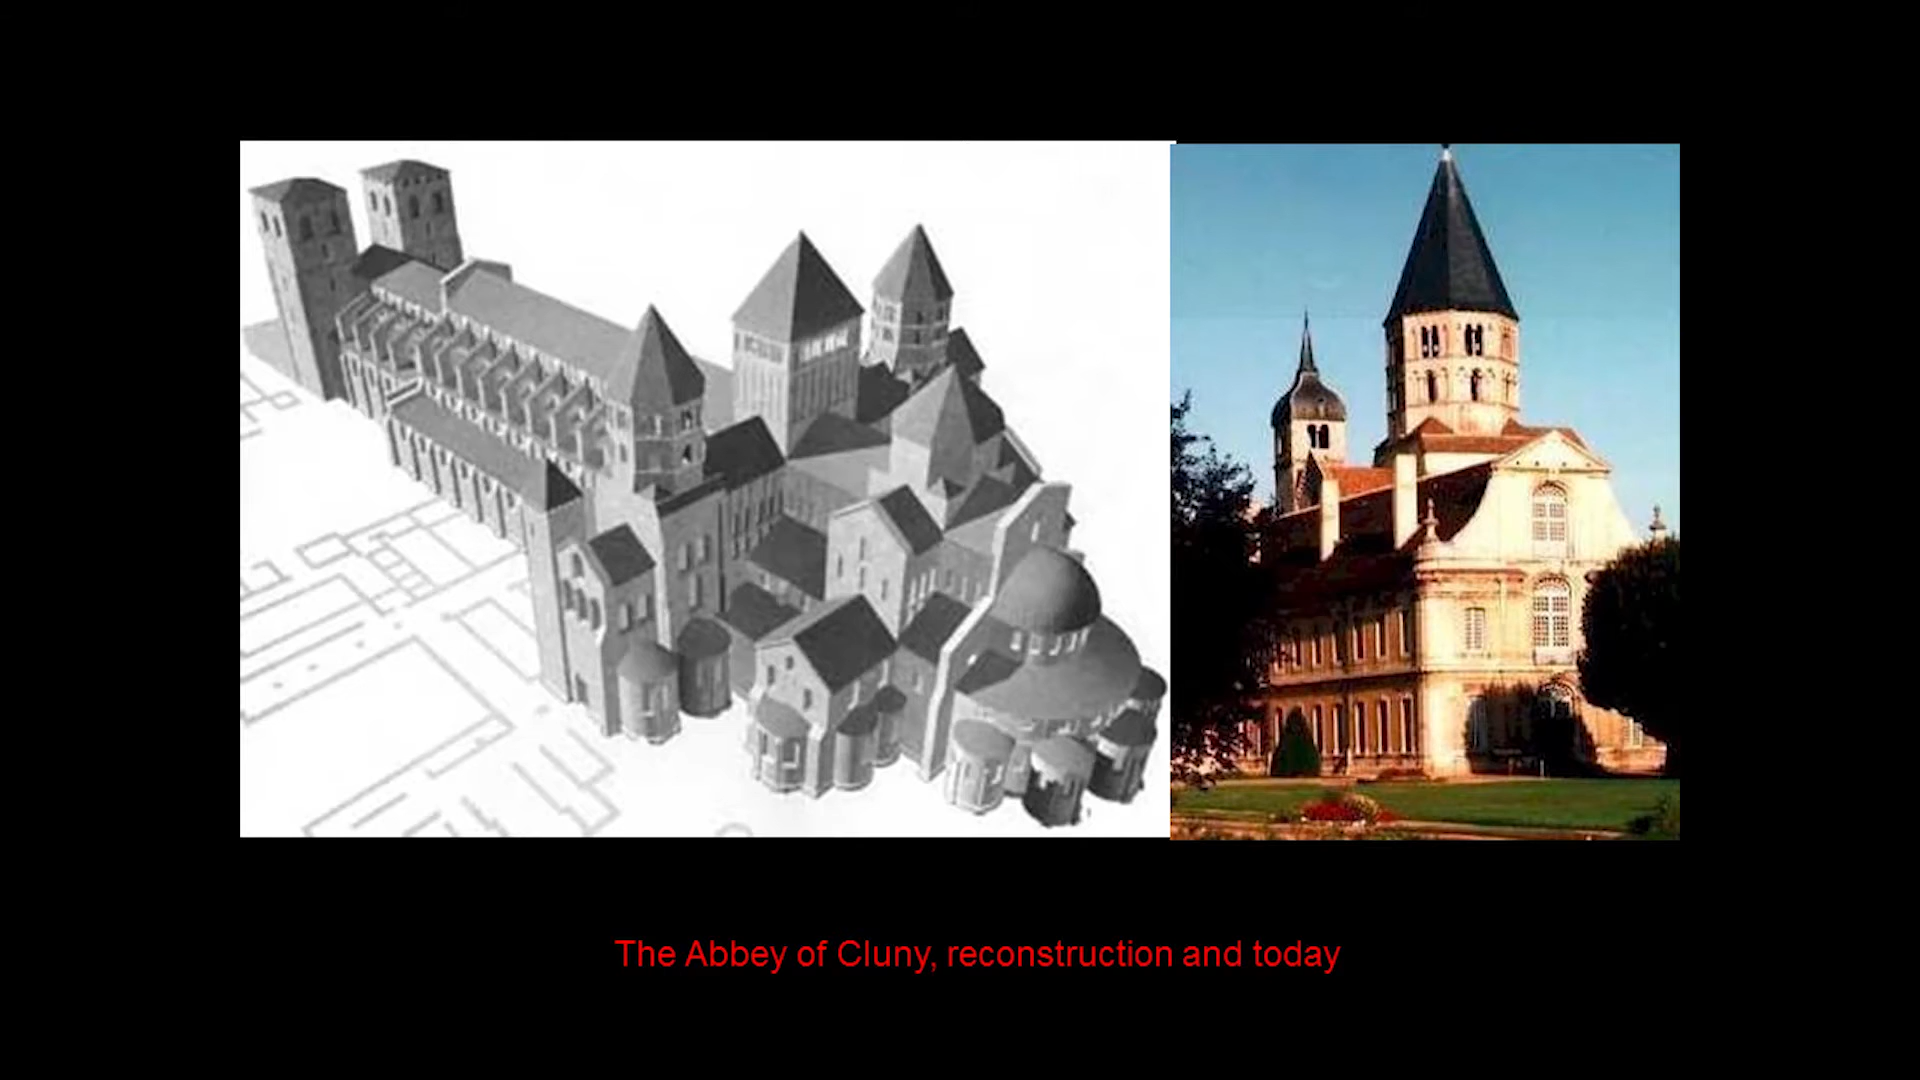 The Abbey of Cluny, reconstruction and today